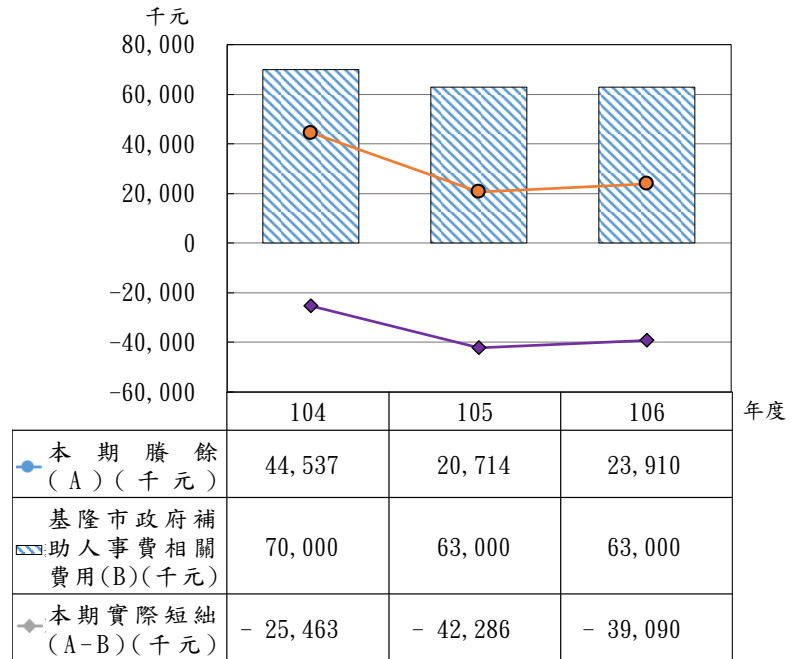 千元
80,000
60,000
40,000
20,000
0
-20,000
-40,000
-60,000
104 105 106 年度
本期賸餘
(A)(千元) 44,537 20,714 23,910
基隆市政府補
助人事費相關
費用(B)(千元) 70,000 63,000 63,000
本期實際短絀
(A-B)(千元) - 25,463 - 42,286 - 39,090